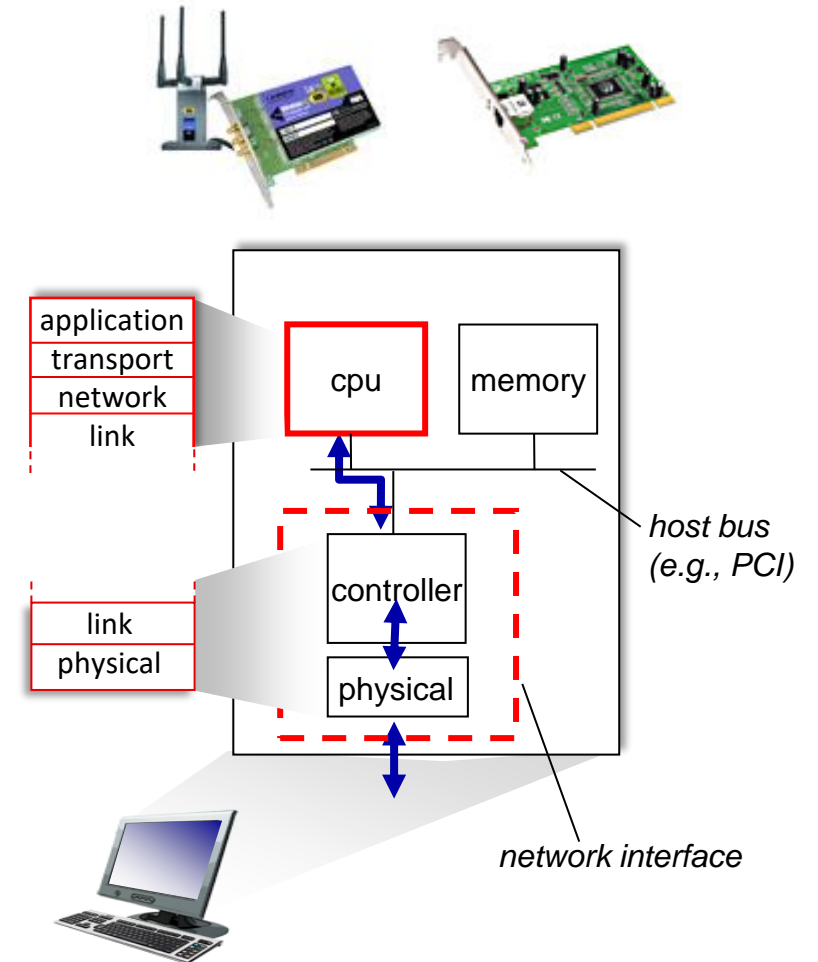 application
transport
network
link
cpu
memory
host bus
(e.g., PCI)
controller
link
physical
physical
network interface